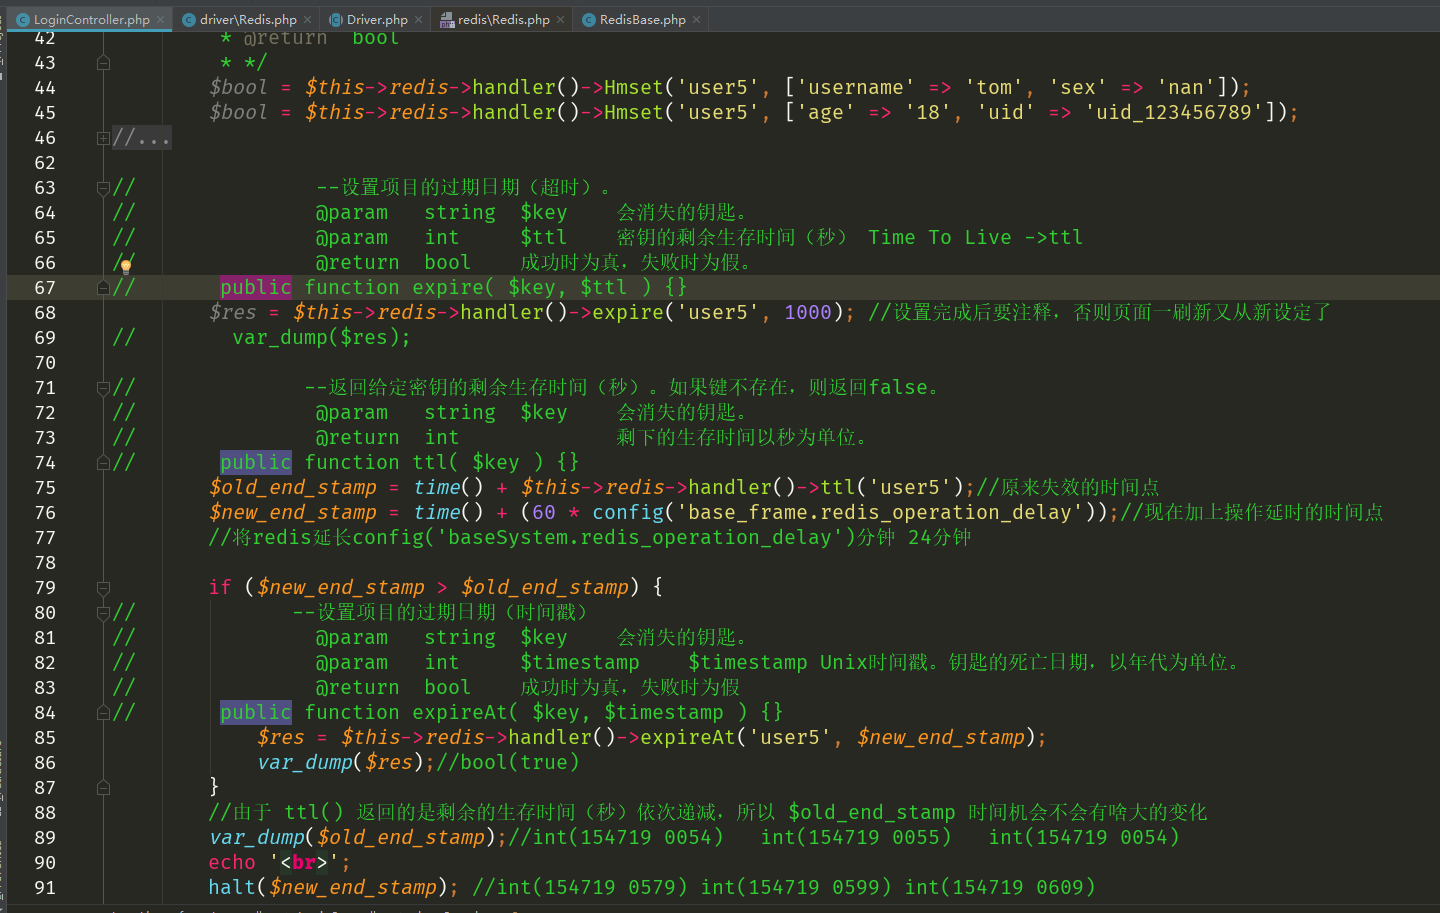 LoginController.php × driver\Redis.php × Driver.php × redis\Redis.php × RedisBase.php ×
42 * @return bool
43 * */
44 $bool = $this->redis->handler()->Hmset('user5', ['username' => 'tom', 'sex' => 'nan']);
45 $bool = $this->redis->handler()->Hmset('user5', ['age' => '18', 'uid' => 'uid_123456789']);
46 //...
62
63 // --设置项目的过期日期（超时）。
64 // @param string $key 会消失的钥匙。
65 // @param int $ttl 密钥的剩余生存时间（秒） Time To Live ->ttl
66 // @return bool 成功时为真，失败时为假。
67 // public function expire( $key, $ttl ) {}
68 $res = $this->redis->handler()->expire('user5', 1000); //设置完成后要注释，否则页面一刷新又从新设定了
69 // var_dump($res);
70
71 // --返回给定密钥的剩余生存时间（秒）。如果键不存在，则返回false。
72 // @param string $key 会消失的钥匙。
73 // @return int 剩下的生存时间以秒为单位。
74 // public function ttl( $key ) {}
75 $old_end_stamp = time() + $this->redis->handler()->ttl('user5');//原来失效的时间点
76 $new_end_stamp = time() + (60 * config('base_frame.redis_operation_delay'));//现在加上操作延时的时间点
77 //将redis延长config('baseSystem.redis_operation_delay')分钟 24分钟
78
79 if ($new_end_stamp > $old_end_stamp) {
80 // --设置项目的过期日期（时间戳）
81 // @param string $key 会消失的钥匙。
82 // @param int $timestamp $timestamp Unix时间戳。钥匙的死亡日期，以年代为单位。
83 // @return bool 成功时为真，失败时为假
84 // public function expireAt( $key, $timestamp ) {}
85 $res = $this->redis->handler()->expireAt('user5', $new_end_stamp);
86 var_dump($res);//bool(true)
87 }
88 //由于 ttl() 返回的是剩余的生存时间（秒）依次递减，所以 $old_end_stamp 时间机会不会有啥大的变化
89 var_dump($old_end_stamp);//int(154719 0054) int(154719 0055) int(154719 0054)
90 echo '<br>';
91 halt($new_end_stamp); //int(154719 0579) int(154719 0599) int(154719 0609)